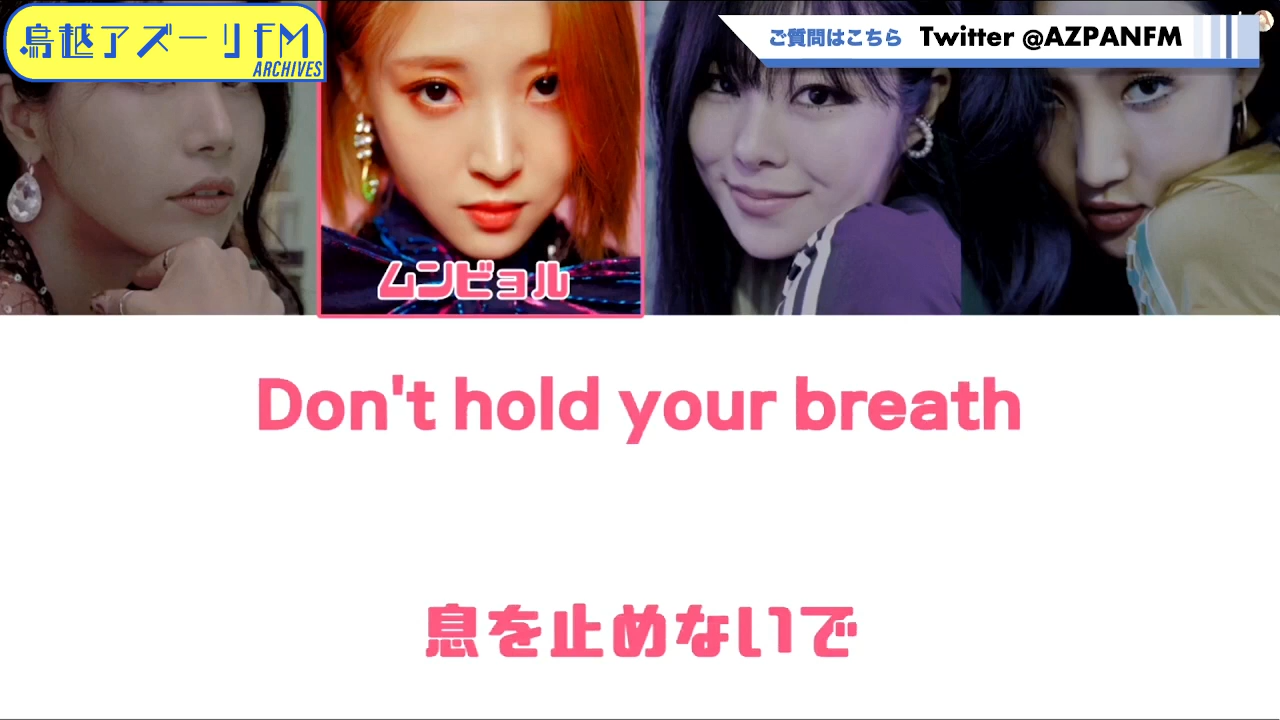 鳥越アズーリFM
ARCHIVES
ご質問はこちら Twitter @AZPANFM
ムンビョル
Don't hold your breath
息を止めないで